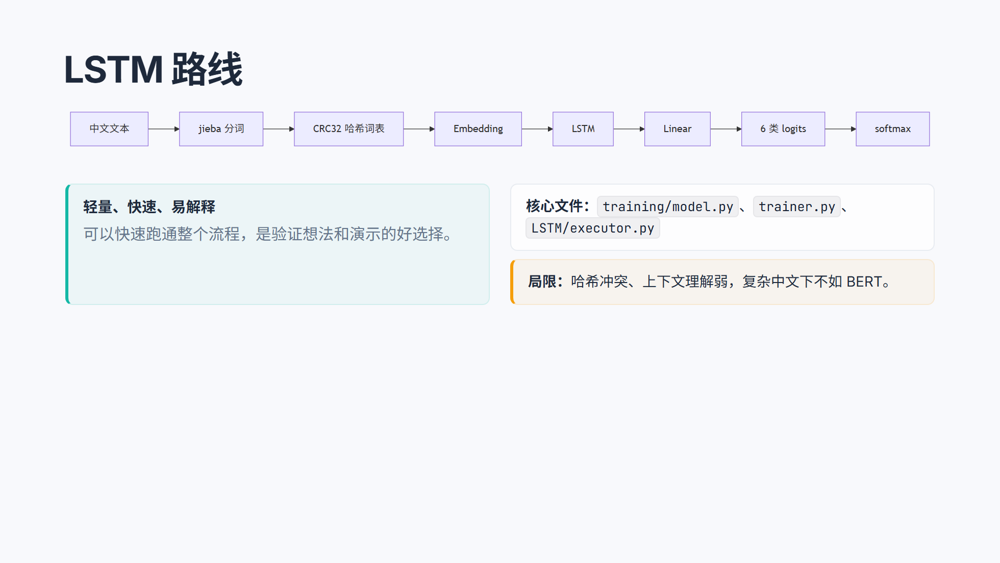 LSTM 路线
中文文本
jieba 分词
CRC32 哈希词表
Embedding
LSTM
Linear
6 类 logits
softmax
轻量、快速、易解释
可以快速跑通整个流程，是验证想法和演示的好选择。
核心文件：training/model.py、trainer.py、
LSTM/executor.py
局限：哈希冲突、上下文理解弱，复杂中文下不如 BERT。